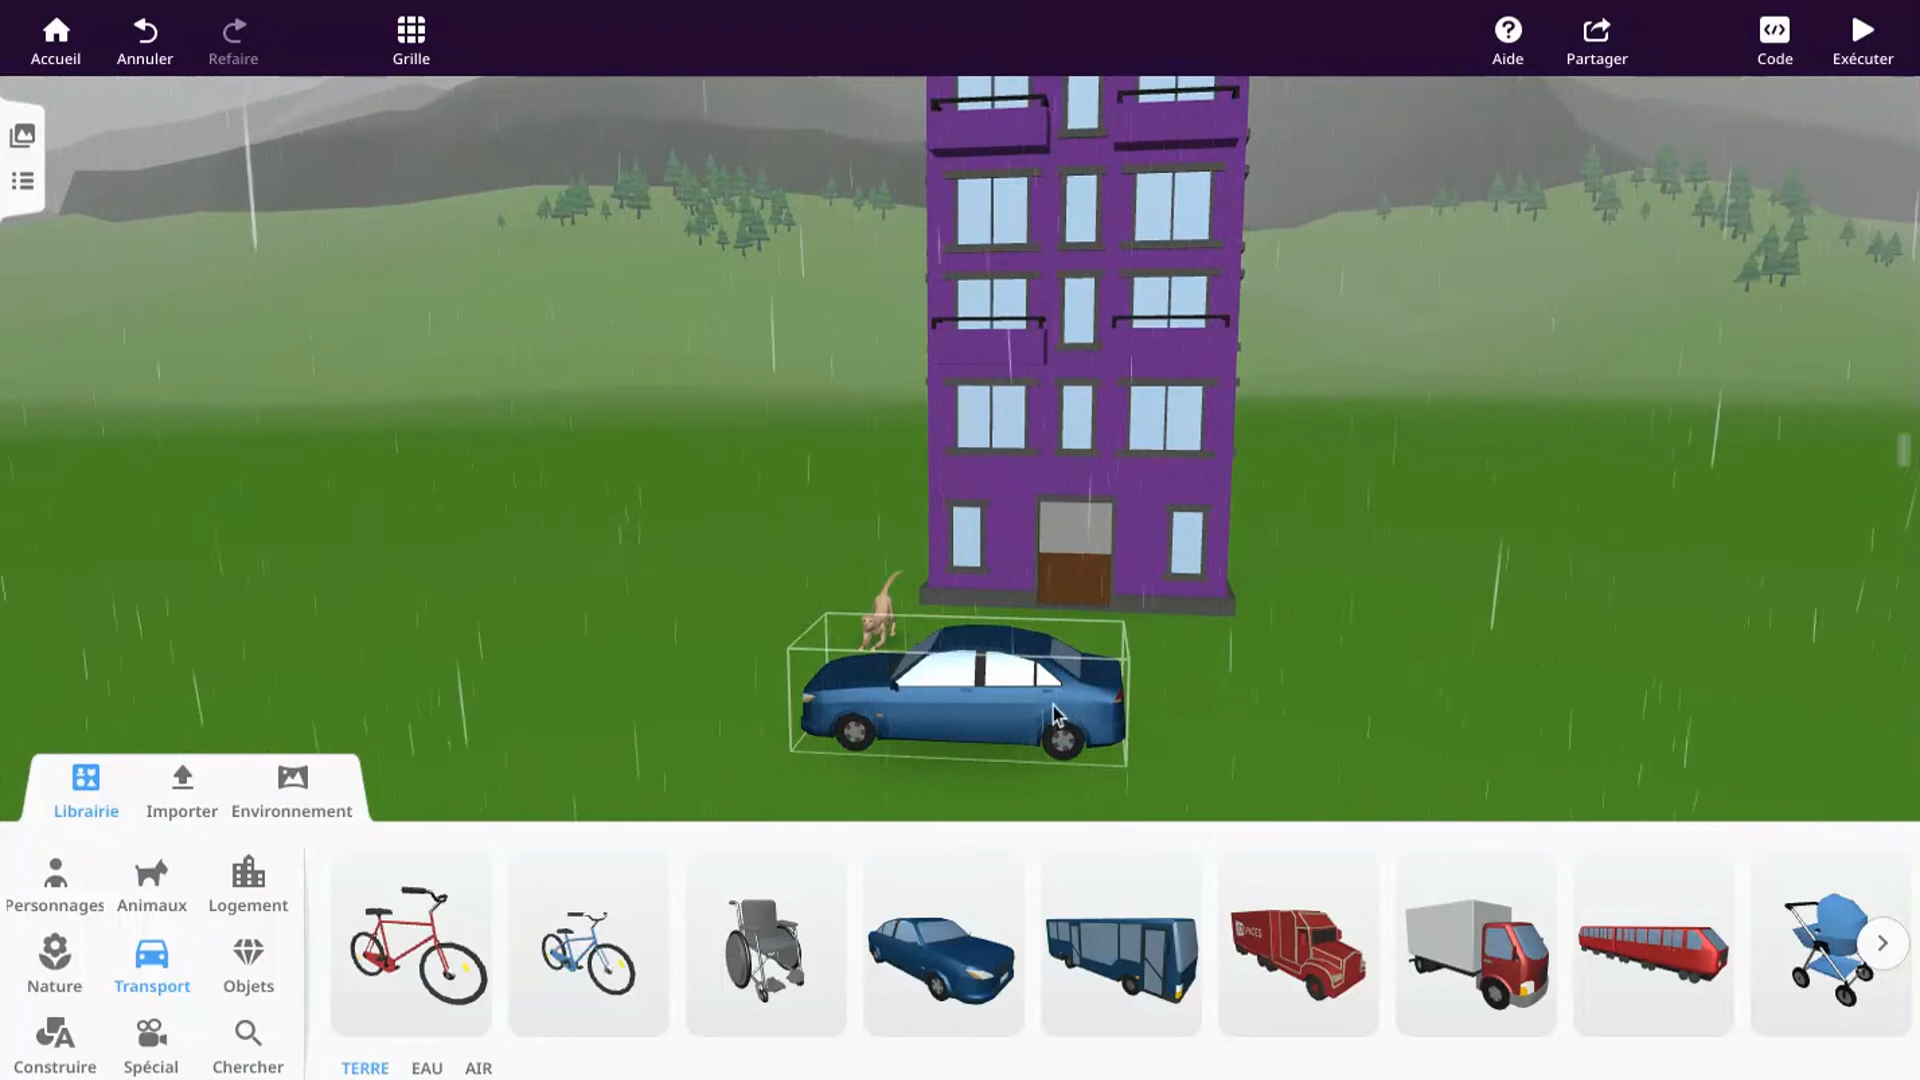 Accueil
Annuler
Refaire
Grille
Aide
Partager
Code
Exécuter
Librairie
Importer
Environnement
Personnages
Animaux
Logement
Nature
Transport
Objets
Construire
Spécial
Chercher
TERRE
EAU
AIR